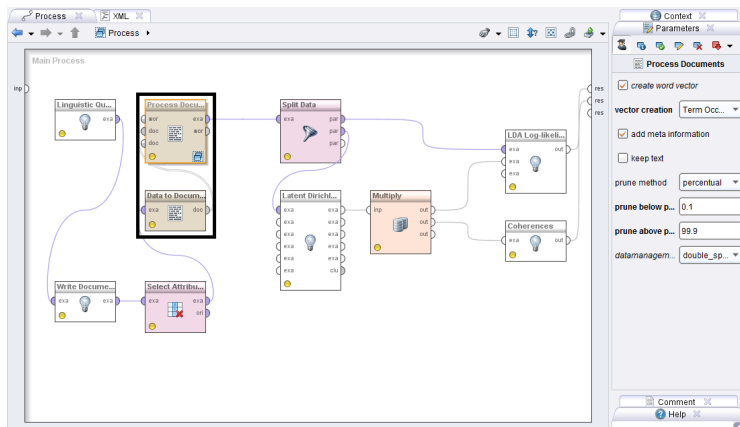 Process
XML
Process
Main Process
inp
res
res
res
Linguistic Qu...
exa
Process Docu...
wor
exa
doc
wor
doc
Split Data
exa
par
par
par
LDA Log-likeli...
exa
out
exa
exa
Data to Docum...
exa
doc
Latent Dirichl...
exa
exa
exa
exa
exa
exa
exa
exa
exa
exa
exa
clu
Multiply
inp
out
out
out
Coherences
exa
out
Write Docume...
exa
exa
Select Attribu...
exa
exa
ori
Context
Parameters
Process Documents
create word vector
vector creation
Term Occ...
add meta information
keep text
prune method
percentual
prune below p...
0.1
prune above p...
99.9
datamanagem...
double_sp...
Comment
Help